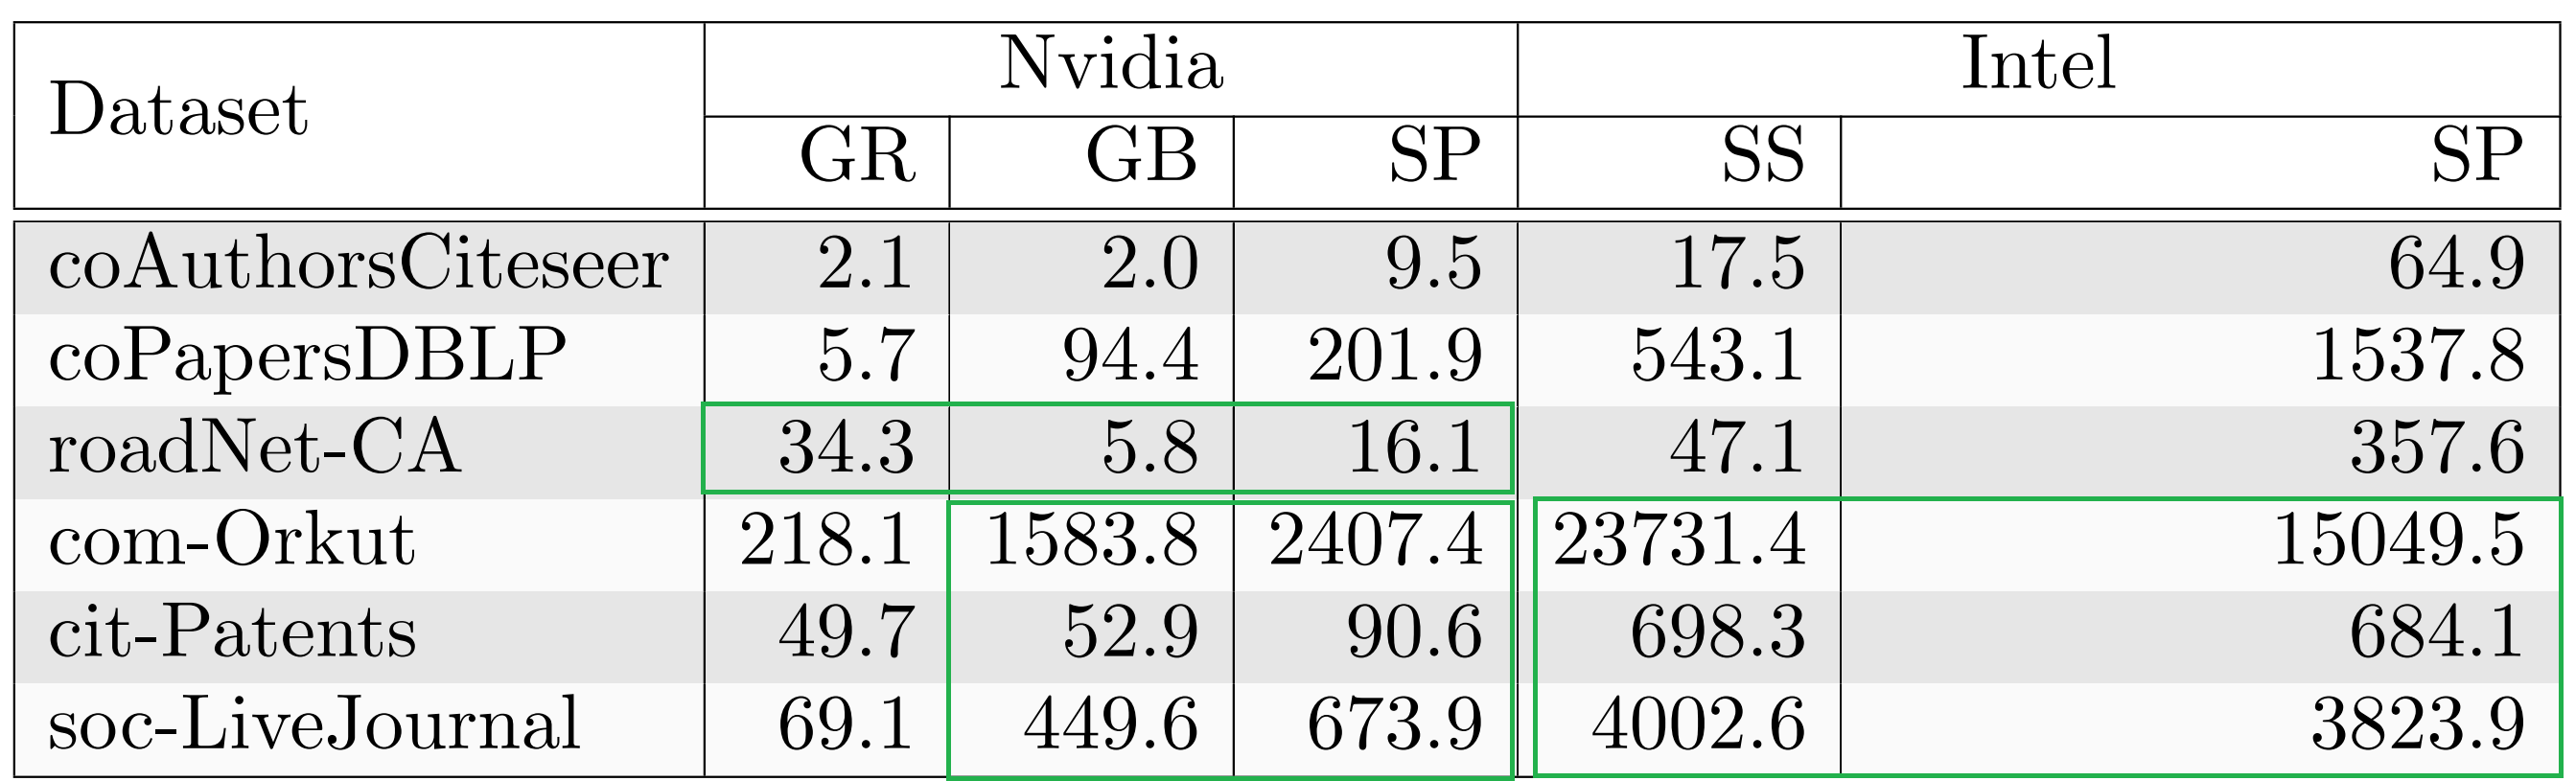 Dataset Nvidia Intel
GR GB SP SS SP
coAuthorsCiteseer 2.1 2.0 9.5 17.5 64.9
coPapersDBLP 5.7 94.4 201.9 543.1 1537.8
roadNet-CA 34.3 5.8 16.1 47.1 357.6
com-Orkut 218.1 1583.8 2407.4 23731.4 15049.5
cit-Patents 49.7 52.9 90.6 698.3 684.1
soc-LiveJournal 69.1 449.6 673.9 4002.6 3823.9